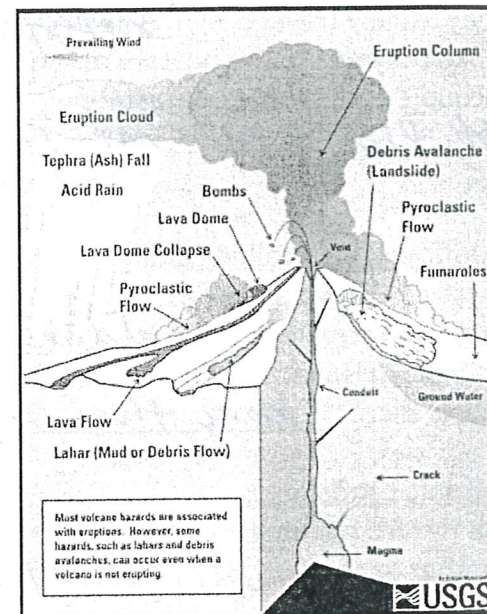 Prevailing Wind
Eruption Column
Eruption Cloud
Tephra (Ash) Fall
Debris Avalanche
(Landslide)
Acid Rain
Bombs
Pyroclastic
Flow
Lava Dome
Vent
Lava Dome Collapse
Fumaroles
Pyroclastic
Flow
Conduit
Ground Water
Lava Flow
Lahar (Mud or Debris Flow)
Crack
Most volcano hazards are associated
with eruptions. However, some
hazards, such as lahars and debris
avalanches, can occur even when a
volcano is not erupting.
Magma
USGS